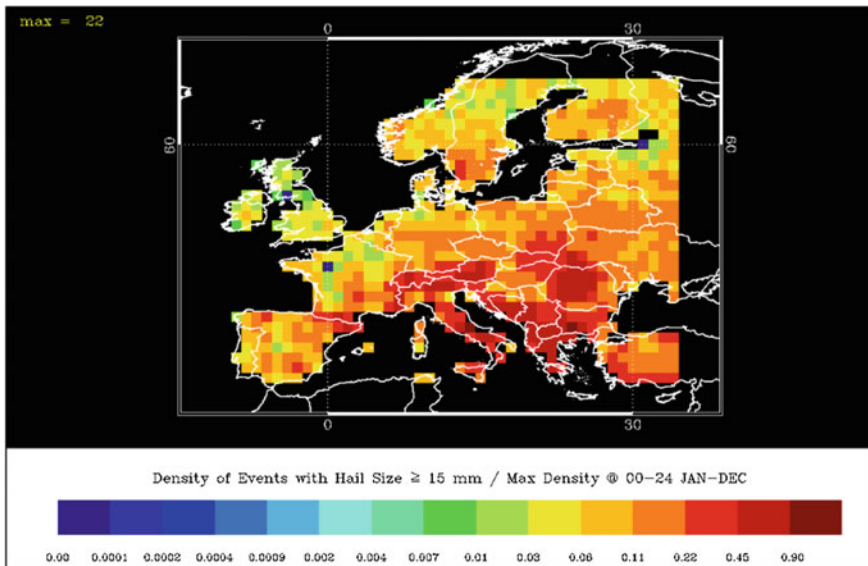 max = 22
0 30
60 60
0 30
Density of Events with Hail Size ≥ 15 mm / Max Density @ 00-24 JAN-DEC
0.00 0.0001 0.0002 0.0004 0.0009 0.002 0.004 0.007 0.01 0.03 0.06 0.11 0.22 0.45 0.90